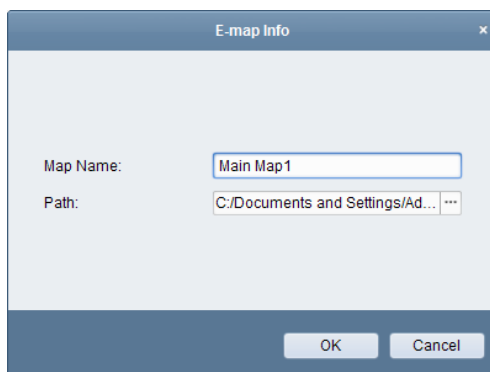 E-map Info
×
Map Name:
Main Map1
Path:
C:/Documents and Settings/Ad... ···
OK
Cancel